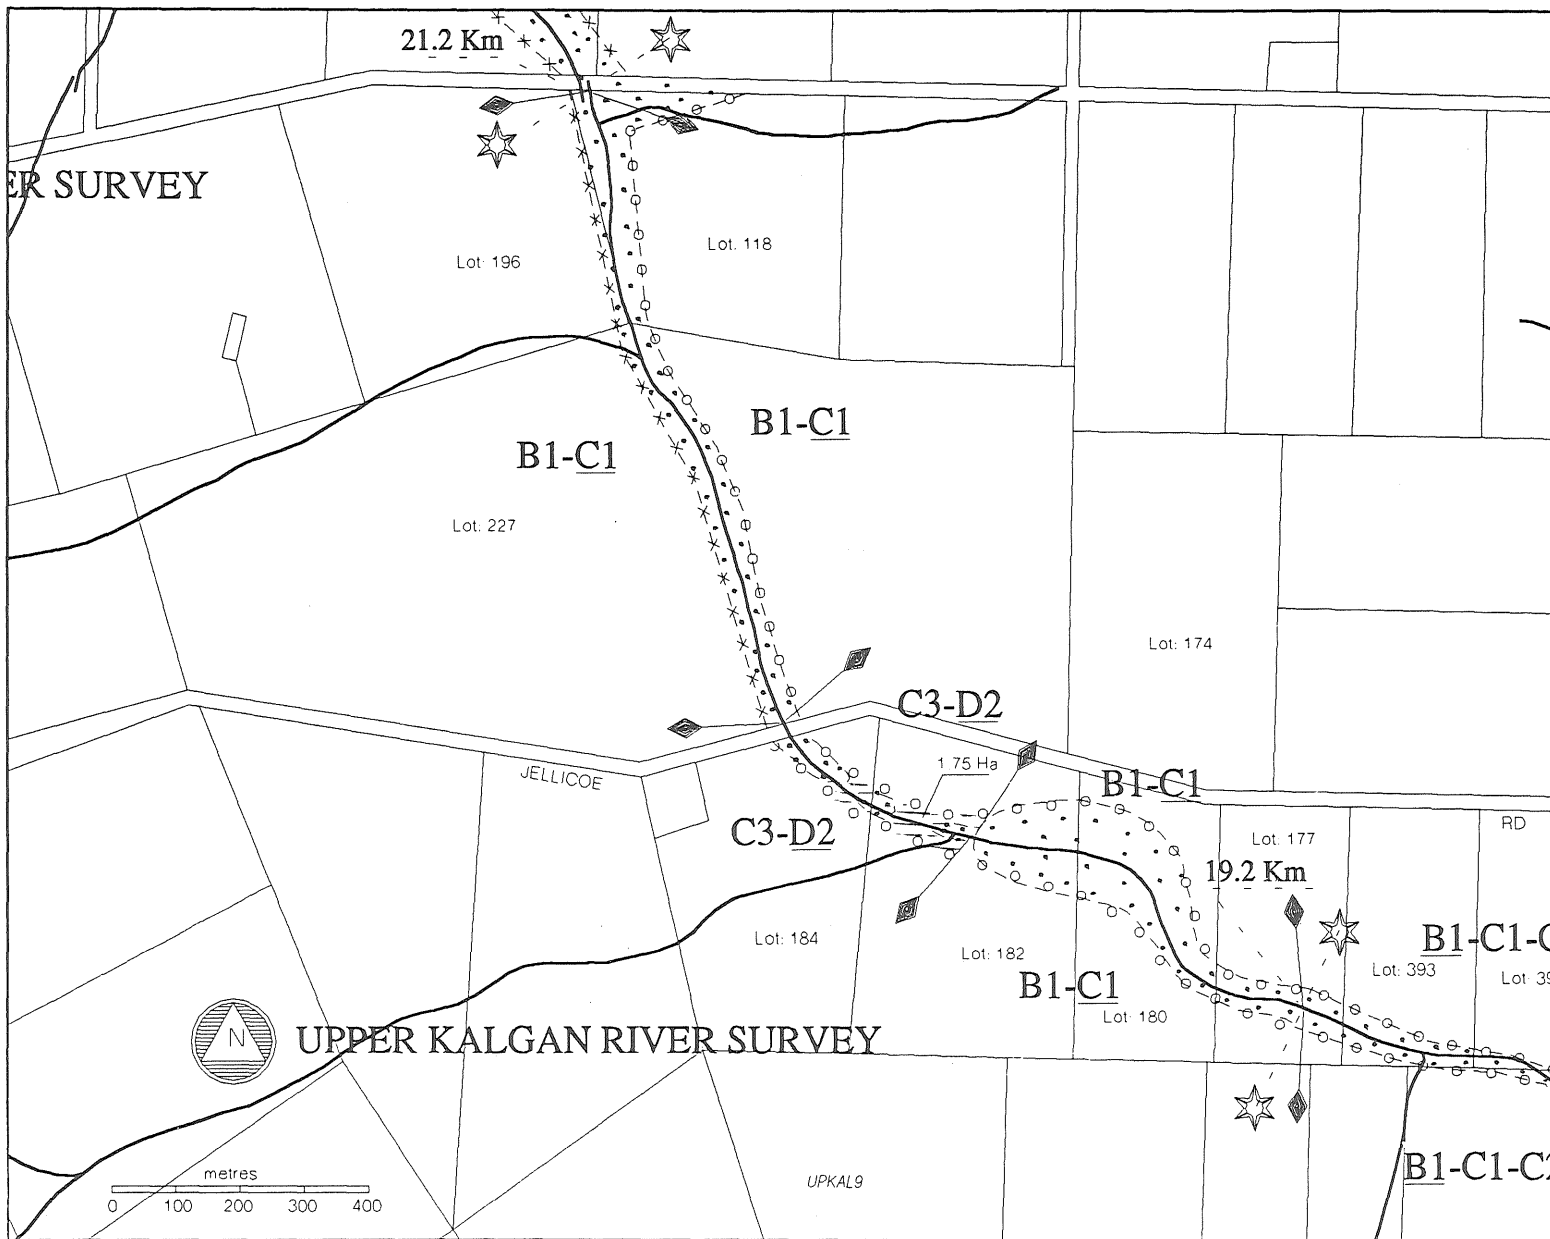 21.2 Km
ER SURVEY
Lot: 196
Lot: 118
B1-C1
B1-C1
Lot: 227
Lot: 174
C3-D2
JELLICOE
1.75 Ha
B1-C1
C3-D2
RD
Lot: 177
19.2 Km
Lot: 184
Lot: 182
B1-C1-C
Lot: 393
Lot: 39
B1-C1
Lot: 180
N
UPPER KALGAN RIVER SURVEY
B1-C1-C2
metres
0 100 200 300 400
UPKAL9